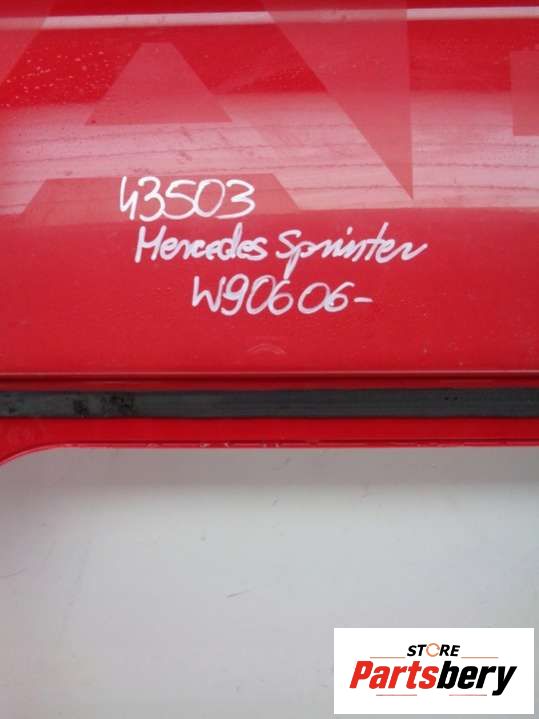 43503
Mercedes Sprinter
W906 06-
STORE
Partsbery